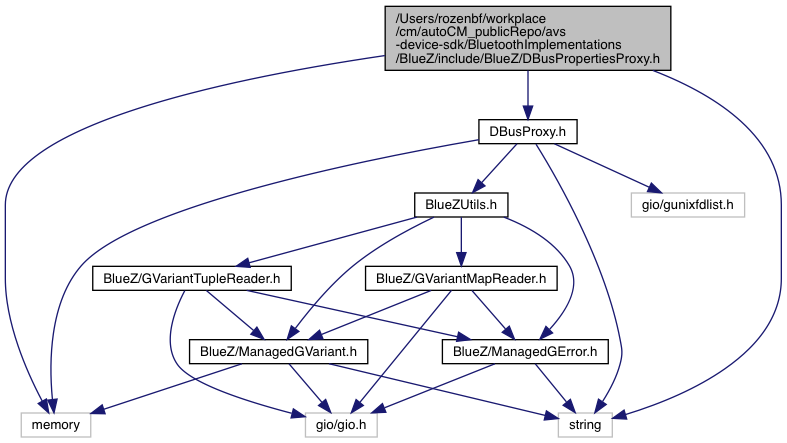 /Users/rozenbf/workplace
/cm/autoCM_publicRepo/avs
-device-sdk/BluetoothImplementations
/BlueZ/include/BlueZ/DBusPropertiesProxy.h
DBusProxy.h
BlueZUtils.h
gio/gunixfdlist.h
BlueZ/GVariantTupleReader.h
BlueZ/GVariantMapReader.h
BlueZ/ManagedGVariant.h
BlueZ/ManagedGError.h
memory
gio/gio.h
string